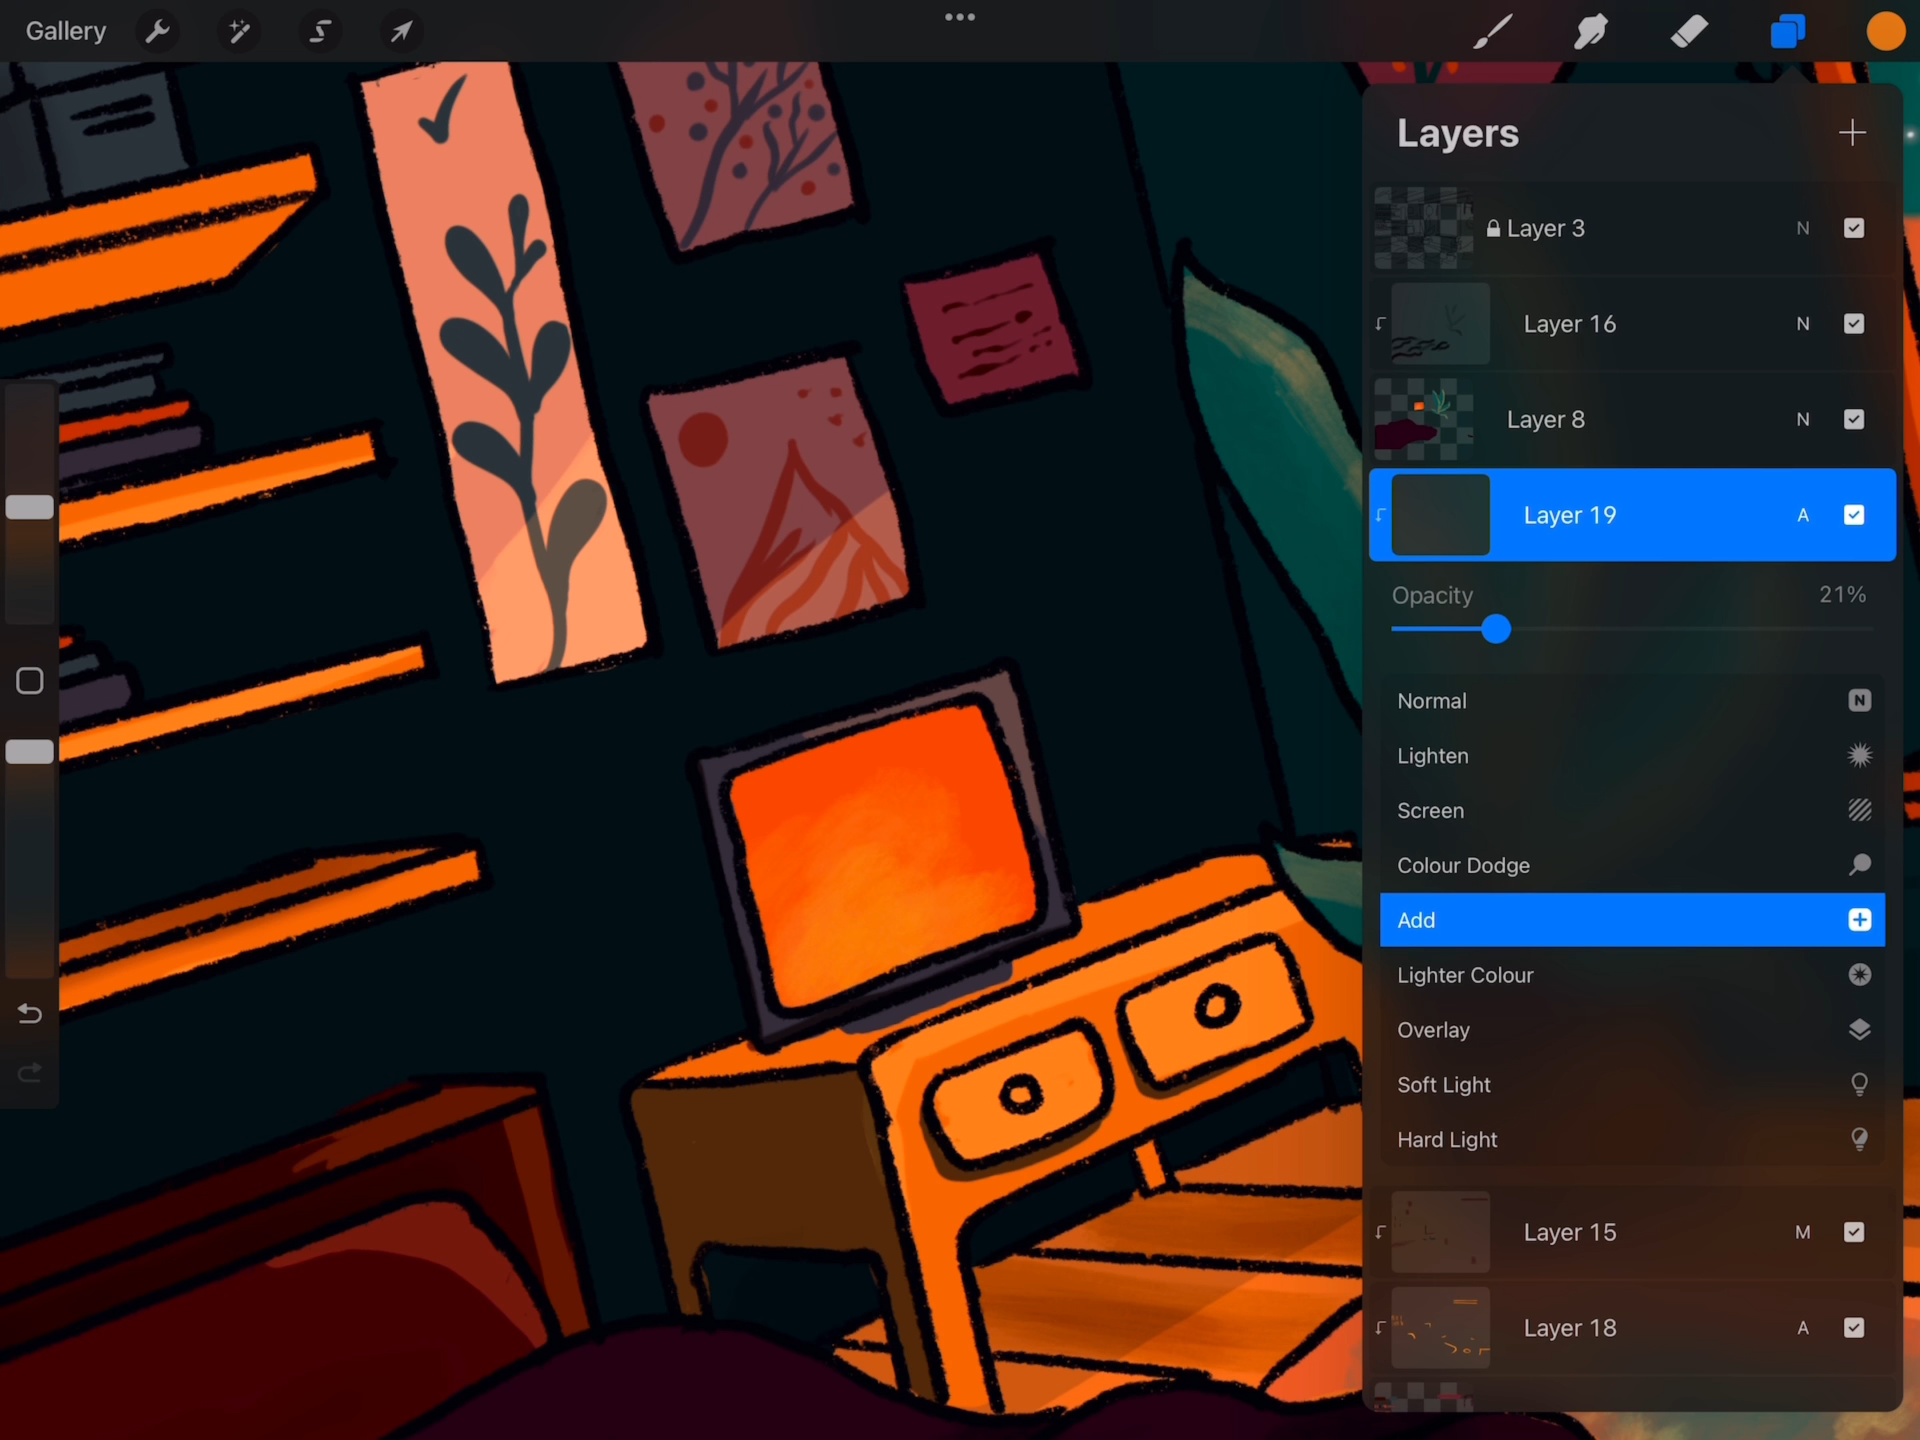 Gallery
Layers
Layer 3 N
Layer 16 N
Layer 8 N
Layer 19 A
Opacity 21%
Normal N
Lighten
Screen
Colour Dodge
Add
Lighter Colour
Overlay
Soft Light
Hard Light
Layer 15 M
Layer 18 A